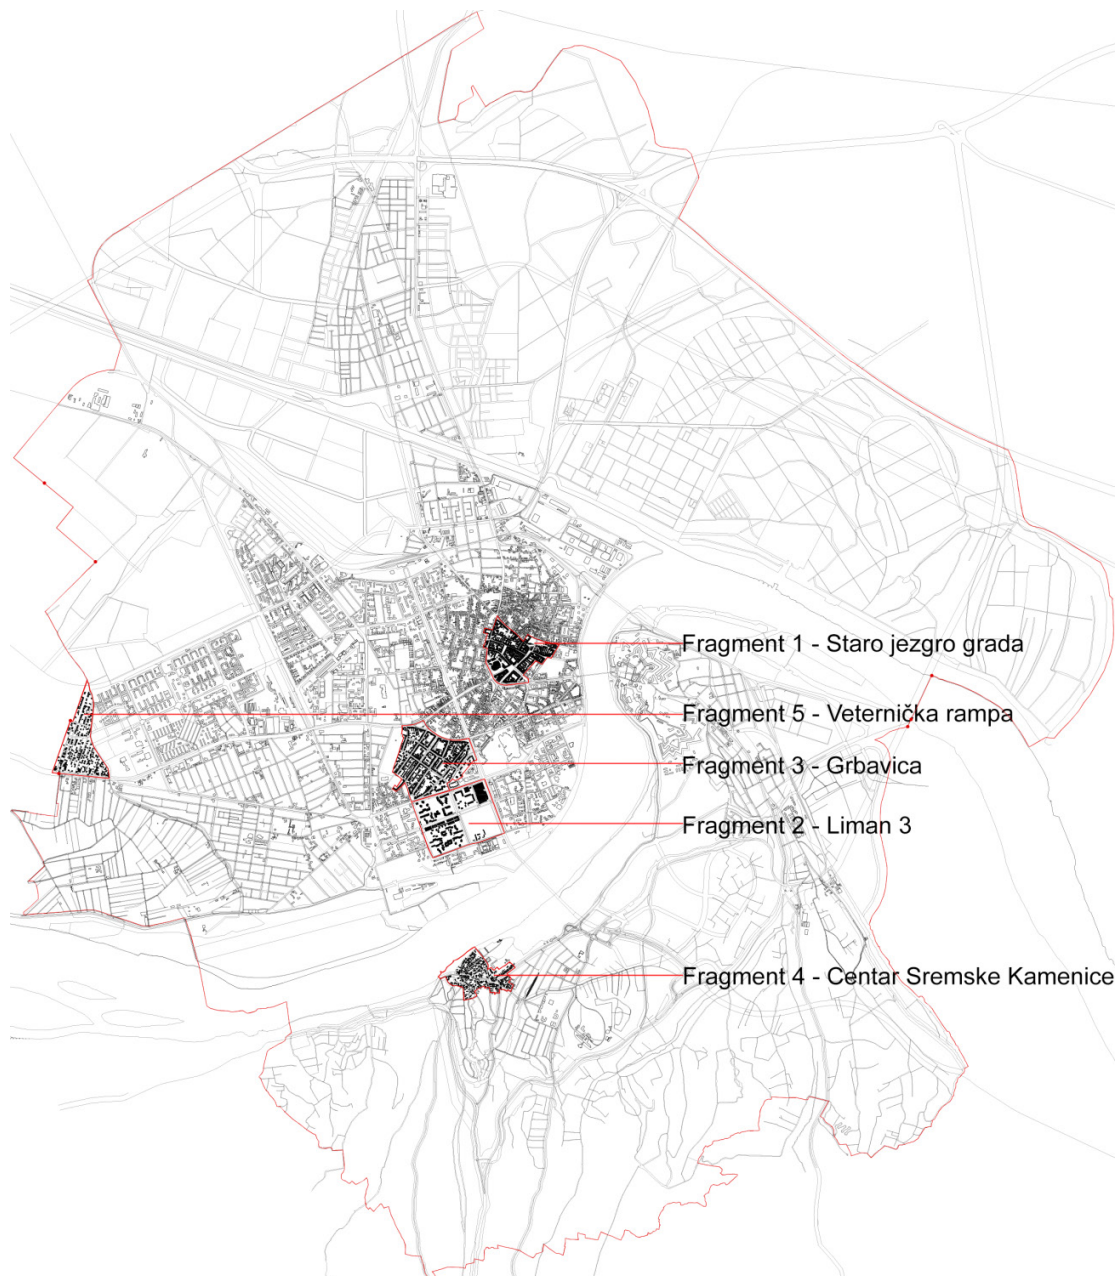 Fragment 1 - Staro jezgro grada
Fragment 5 - Veternička rampa
Fragment 3 - Grbavica
Fragment 2 - Liman 3
Fragment 4 - Centar Sremske Kamenice